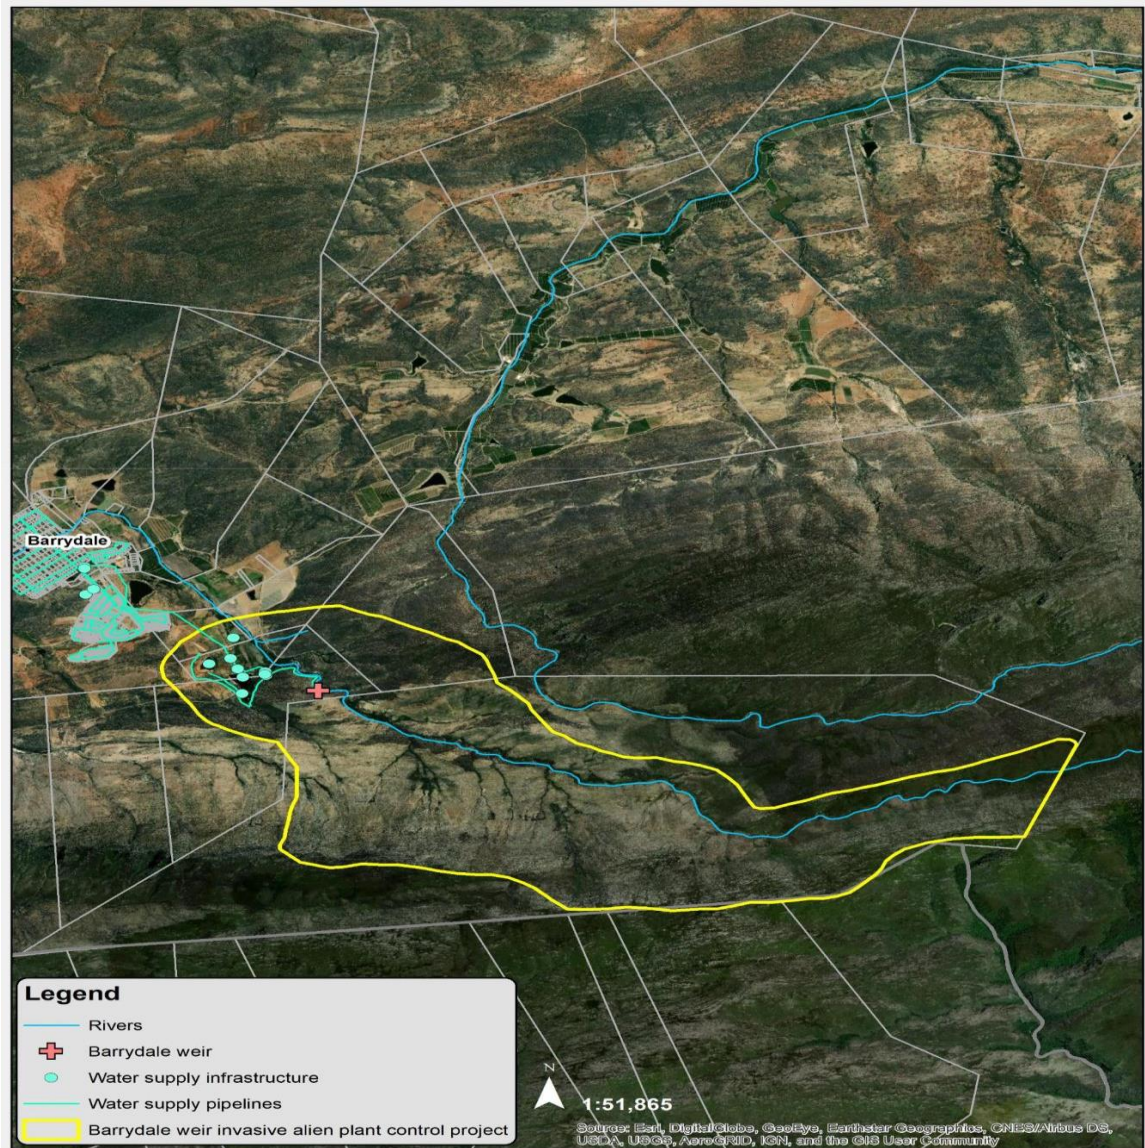 Barrydale
Legend
Rivers
Barrydale weir
Water supply infrastructure
Water supply pipelines
Barrydale weir invasive alien plant control project
N
1:51,865
Source: Esri, DigitalGlobe, GeoEye, Earthstar Geographics, CNES/Airbus DS,
USDA, USGS, AeroGRID, IGN, and the GIS User Community